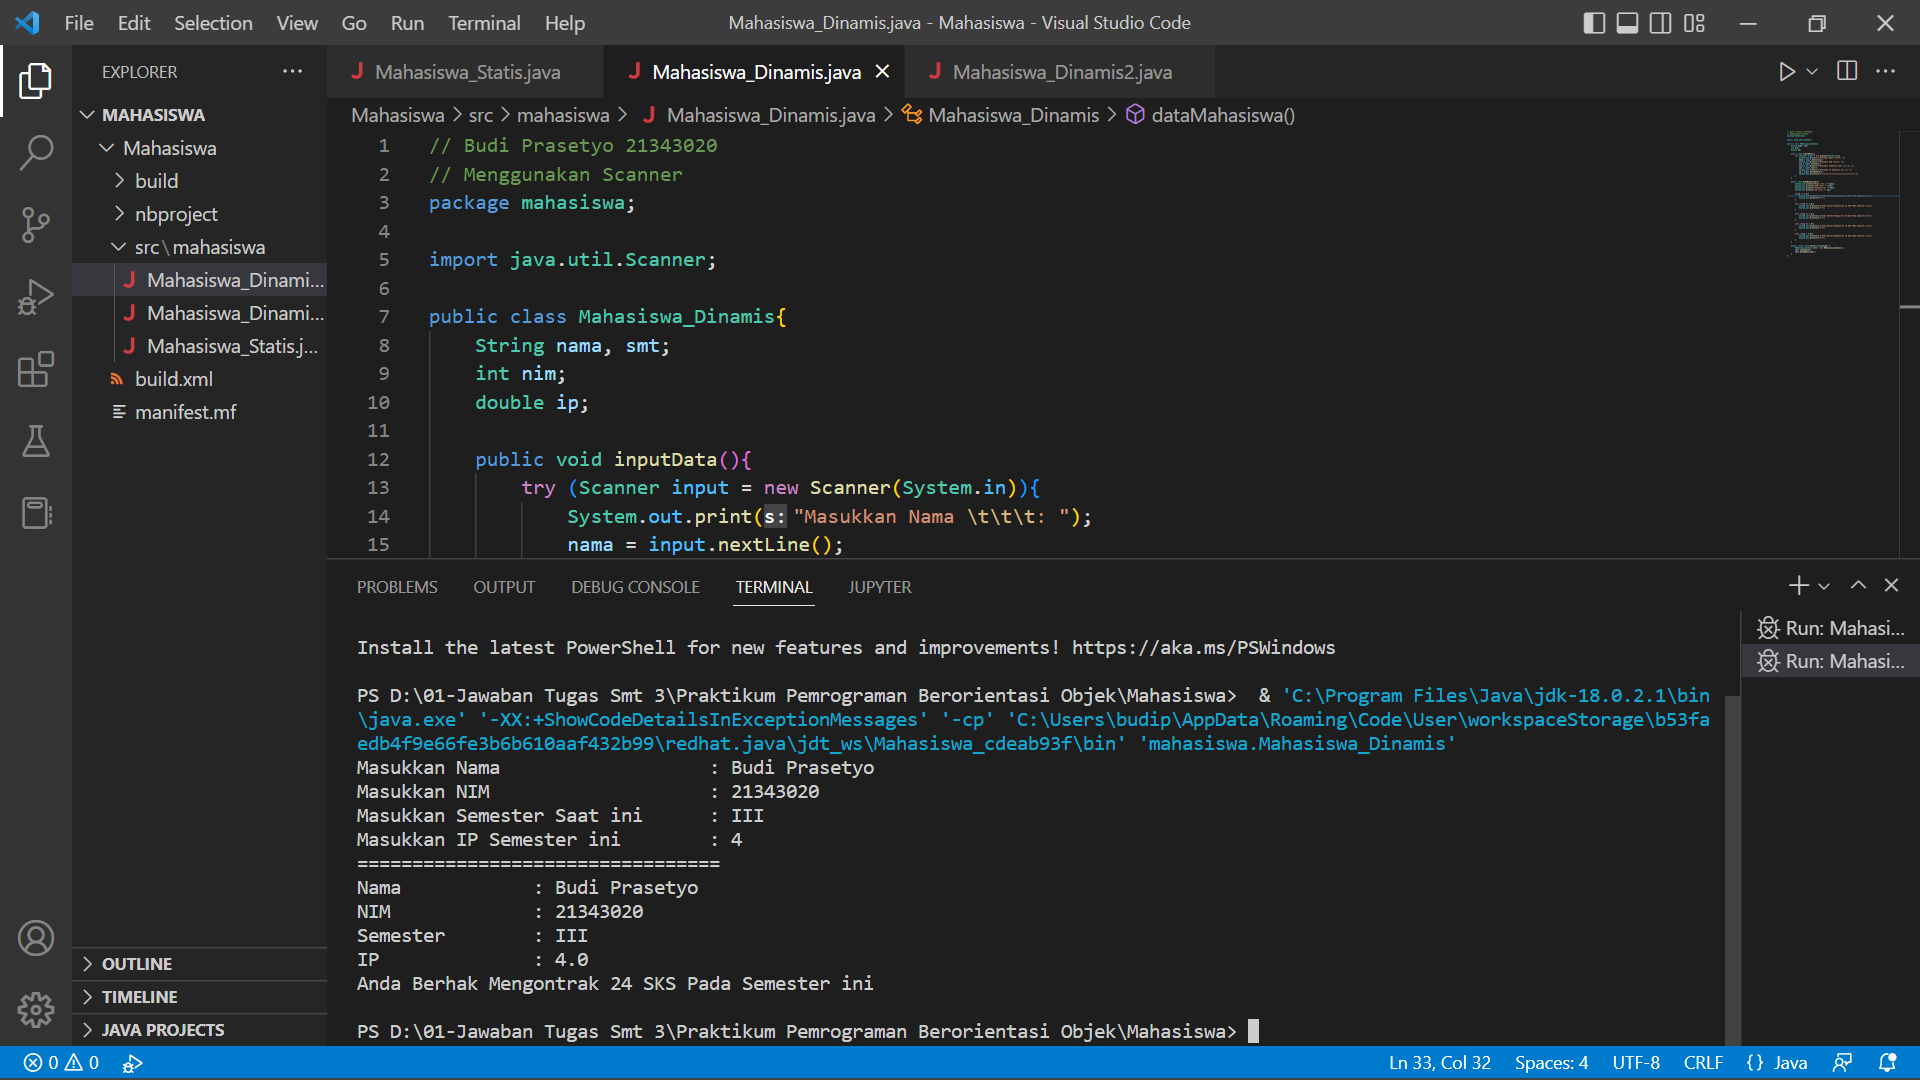 File Edit Selection View Go Run Terminal Help
Mahasiswa_Dinamis.java - Mahasiswa - Visual Studio Code
EXPLORER
Mahasiswa_Statis.java
Mahasiswa_Dinamis.java
Mahasiswa_Dinamis2.java
MAHASISWA
Mahasiswa
build
nbproject
src\mahasiswa
Mahasiswa_Dinami...
Mahasiswa_Dinami...
Mahasiswa_Statis.j...
build.xml
manifest.mf
OUTLINE
TIMELINE
JAVA PROJECTS
Mahasiswa > src > mahasiswa > Mahasiswa_Dinamis.java > Mahasiswa_Dinamis > dataMahasiswa()
1 // Budi Prasetyo 21343020
2 // Menggunakan Scanner
3 package mahasiswa;
4
5 import java.util.Scanner;
6
7 public class Mahasiswa_Dinamis{
8 String nama, smt;
9 int nim;
10 double ip;
11
12 public void inputData(){
13 try (Scanner input = new Scanner(System.in)){
14 System.out.print(s: "Masukkan Nama \t\t\t: ");
15 nama = input.nextLine();
PROBLEMS OUTPUT DEBUG CONSOLE TERMINAL JUPYTER
Install the latest PowerShell for new features and improvements! https://aka.ms/PSWindows
PS D:\01-Jawaban Tugas Smt 3\Praktikum Pemrograman Berorientasi Objek\Mahasiswa> & 'C:\Program Files\Java\jdk-18.0.2.1\bin
\java.exe' '-XX:+ShowCodeDetailsInExceptionMessages' '-cp' 'C:\Users\budip\AppData\Roaming\Code\User\workspaceStorage\b53fa
edb4f9e66fe3b6b610aaf432b99\redhat.java\jdt_ws\Mahasiswa_cdeab93f\bin' 'mahasiswa.Mahasiswa_Dinamis'
Masukkan Nama : Budi Prasetyo
Masukkan NIM : 21343020
Masukkan Semester Saat ini : III
Masukkan IP Semester ini : 4
=================================
Nama : Budi Prasetyo
NIM : 21343020
Semester : III
IP : 4.0
Anda Berhak Mengontrak 24 SKS Pada Semester ini
PS D:\01-Jawaban Tugas Smt 3\Praktikum Pemrograman Berorientasi Objek\Mahasiswa>
Run: Mahasi...
Run: Mahasi...
0 0
Ln 33, Col 32 Spaces: 4 UTF-8 CRLF {} Java